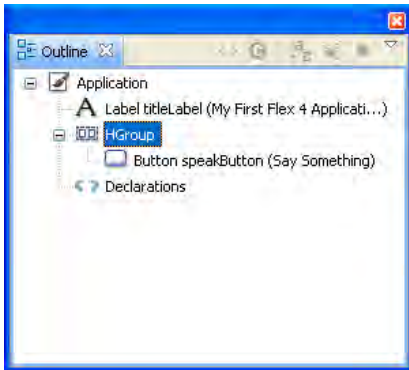 Outline
Application
A Label titleLabel (My First Flex 4 Applicati...)
HGroup
Button speakButton (Say Something)
Declarations